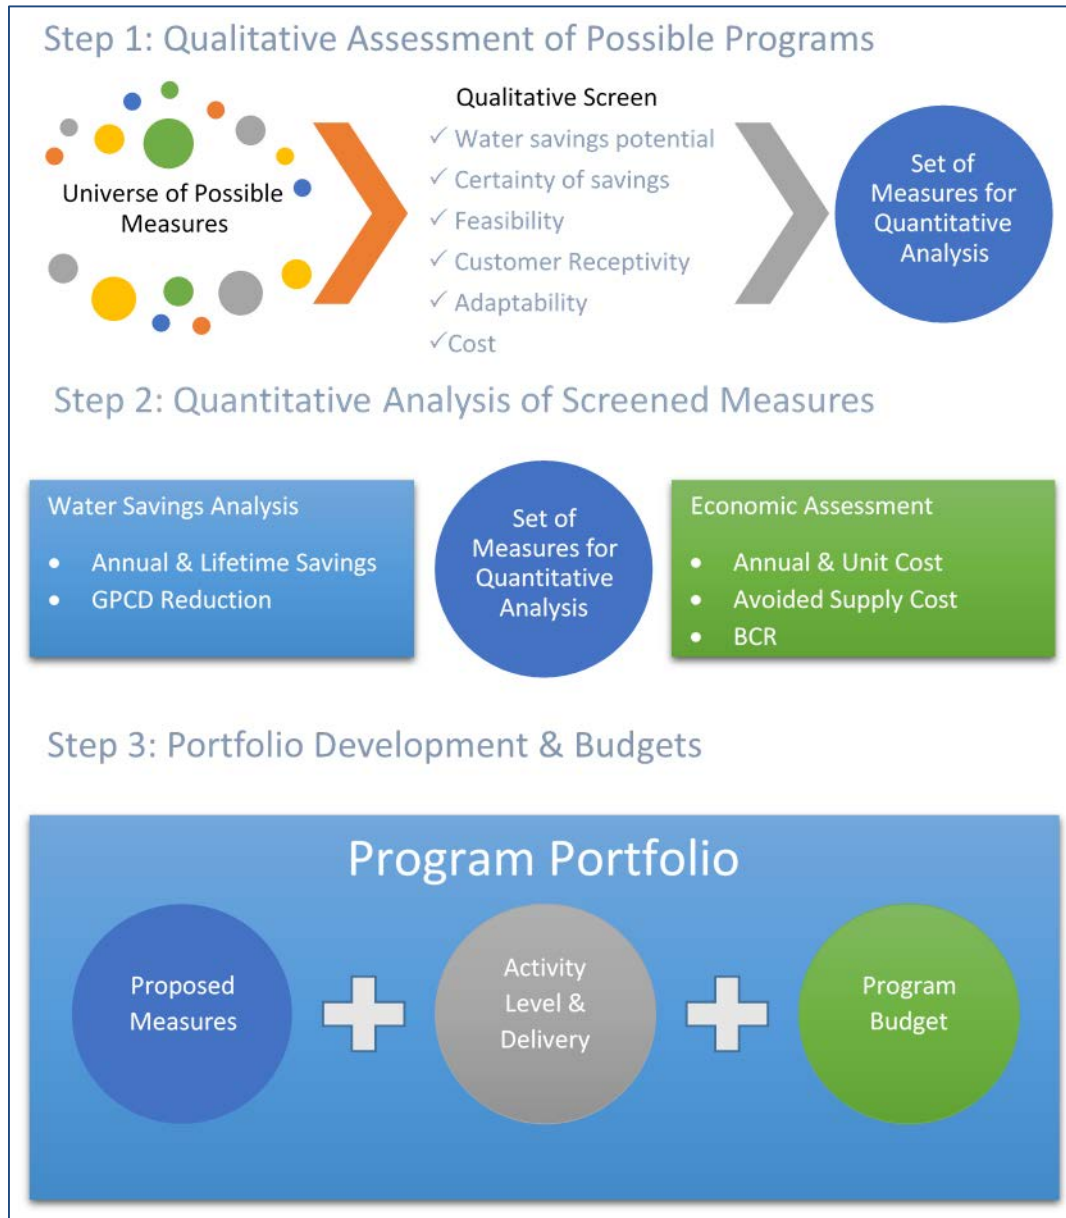 Step 1: Qualitative Assessment of Possible Programs
Universe of Possible
Measures
Qualitative Screen
✓ Water savings potential
✓ Certainty of savings
✓ Feasibility
✓ Customer Receptivity
✓ Adaptability
✓Cost
Set of
Measures for
Quantitative
Analysis
Step 2: Quantitative Analysis of Screened Measures
Water Savings Analysis
• Annual & Lifetime Savings
• GPCD Reduction
Set of
Measures for
Quantitative
Analysis
Economic Assessment
• Annual & Unit Cost
• Avoided Supply Cost
• BCR
Step 3: Portfolio Development & Budgets
Program Portfolio
Proposed
Measures
Activity
Level &
Delivery
Program
Budget